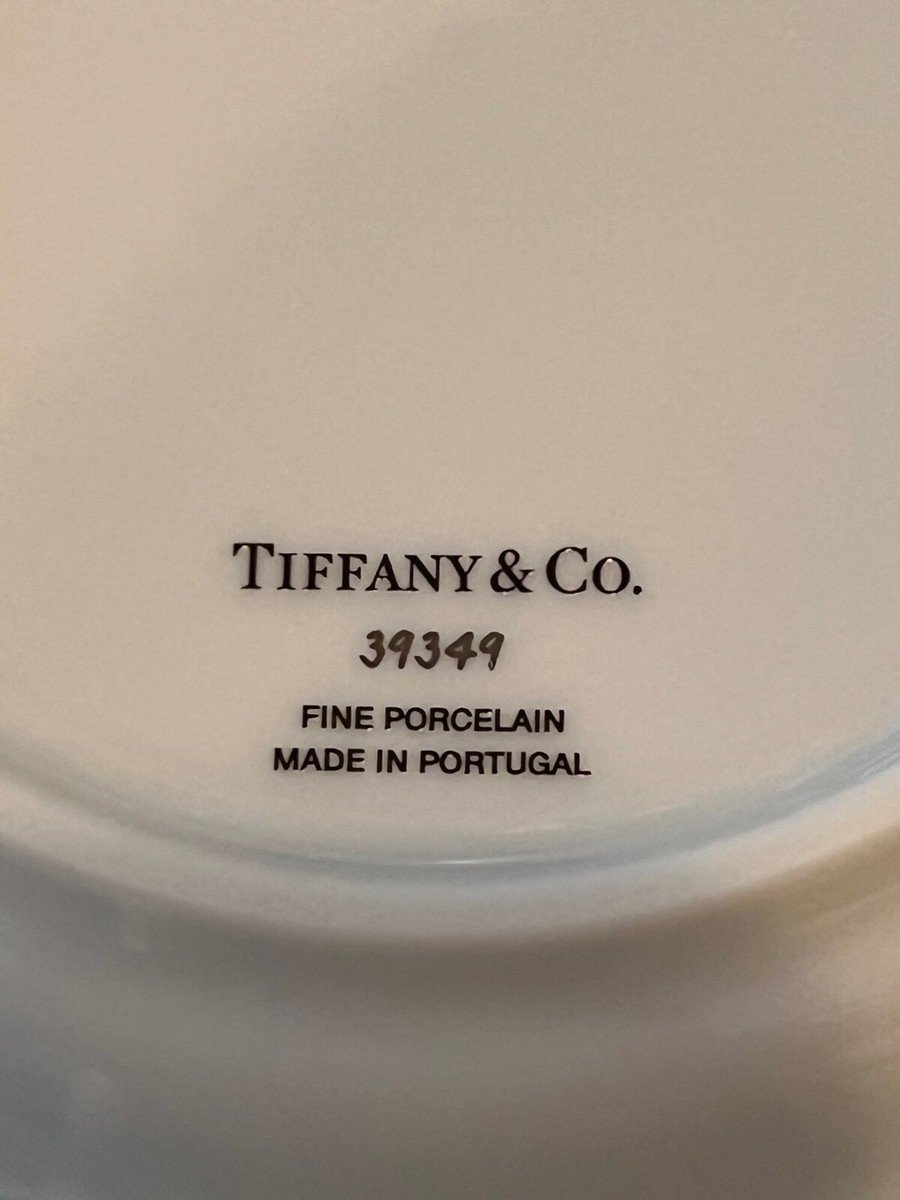 TIFFANY & CO.
39349
FINE PORCELAIN
MADE IN PORTUGAL